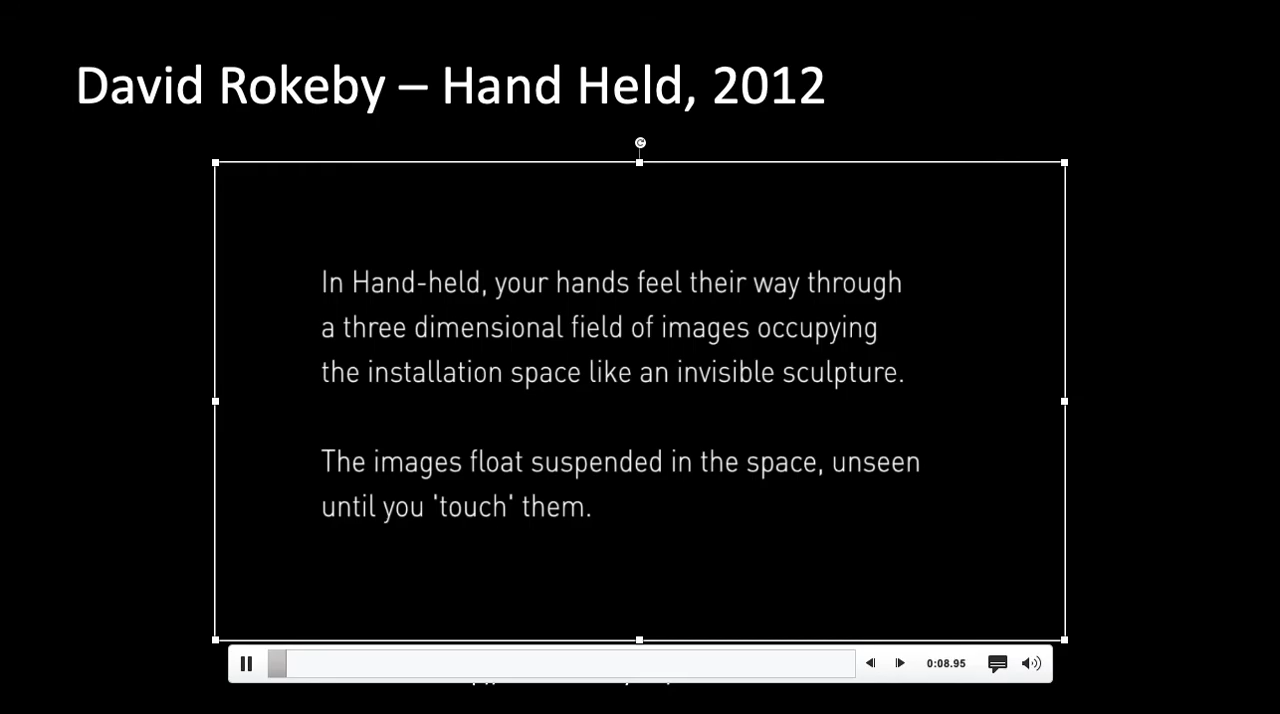 David Rokeby – Hand Held, 2012
In Hand-held, your hands feel their way through
a three dimensional field of images occupying
the installation space like an invisible sculpture.
The images float suspended in the space, unseen
until you 'touch' them.
0:08.95